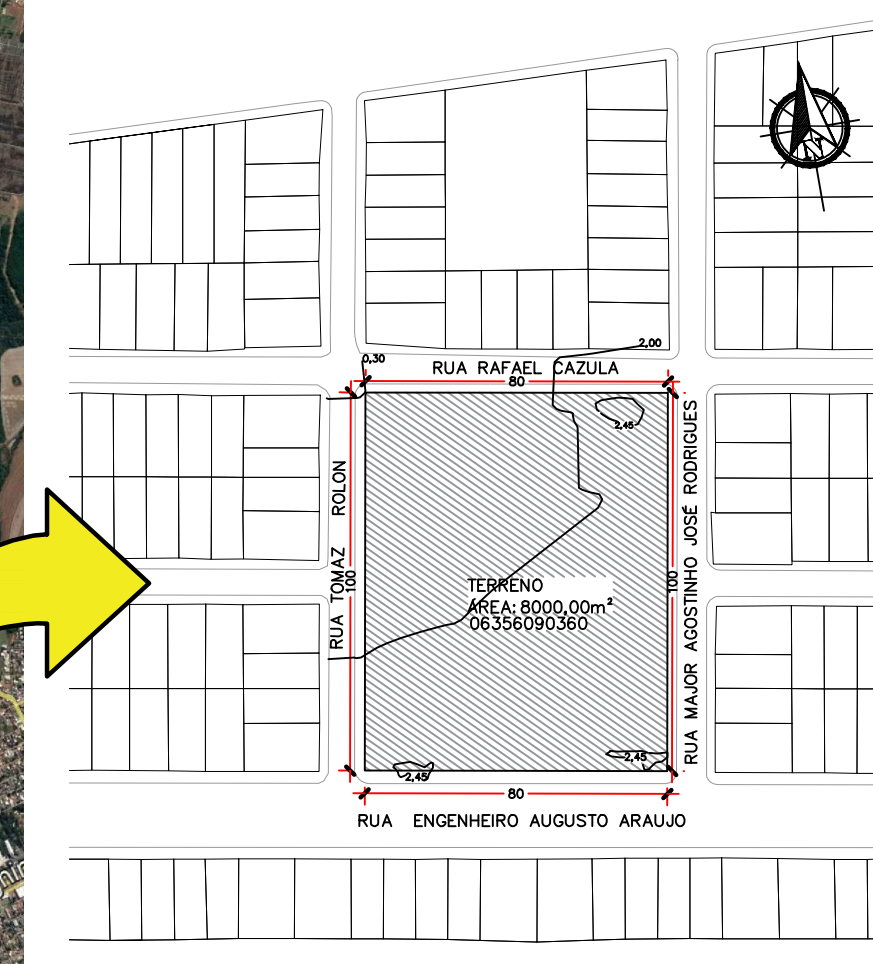 2,00
0,30
RUA RAFAEL CAZULA
80
2,45
RUA TOMAZ ROLON
100
TERRENO
ÁREA: 8000,00m²
06356090360
100
RUA MAJOR AGOSTINHO JOSÉ RODRIGUES
2,45
2,45
80
RUA ENGENHEIRO AUGUSTO ARAUJO